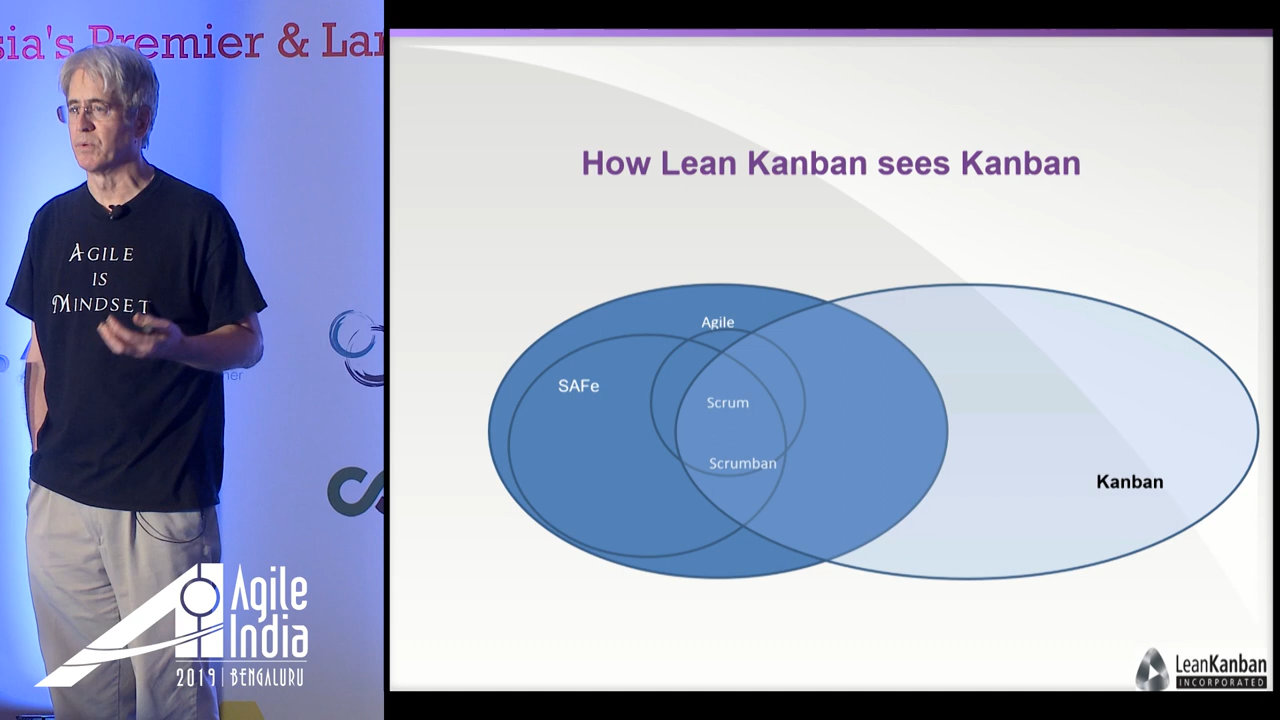 sia's Premier & Lar
AGILE
IS
MINDSET
Agile
India
2019 | BENGALURU
How Lean Kanban sees Kanban
Agile
SAFe
Scrum
Scrumban
Kanban
LeanKanban
INCORPORATED